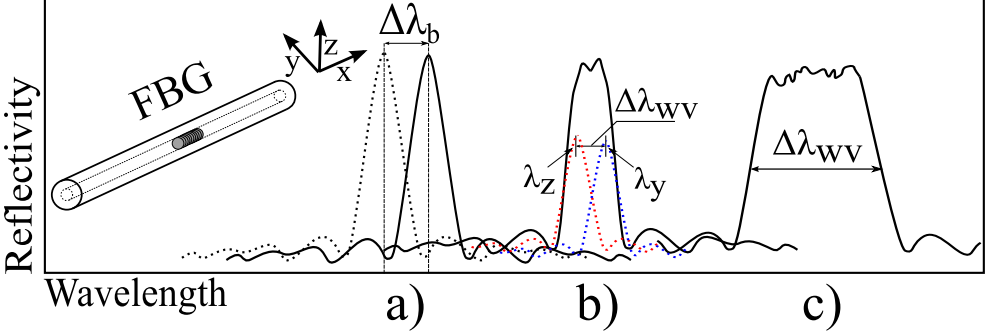 Δλb
z
y
x
FBG
Reflectivity
Δλwv
λz
λy
Δλwv
Wavelength
a)
b)
c)